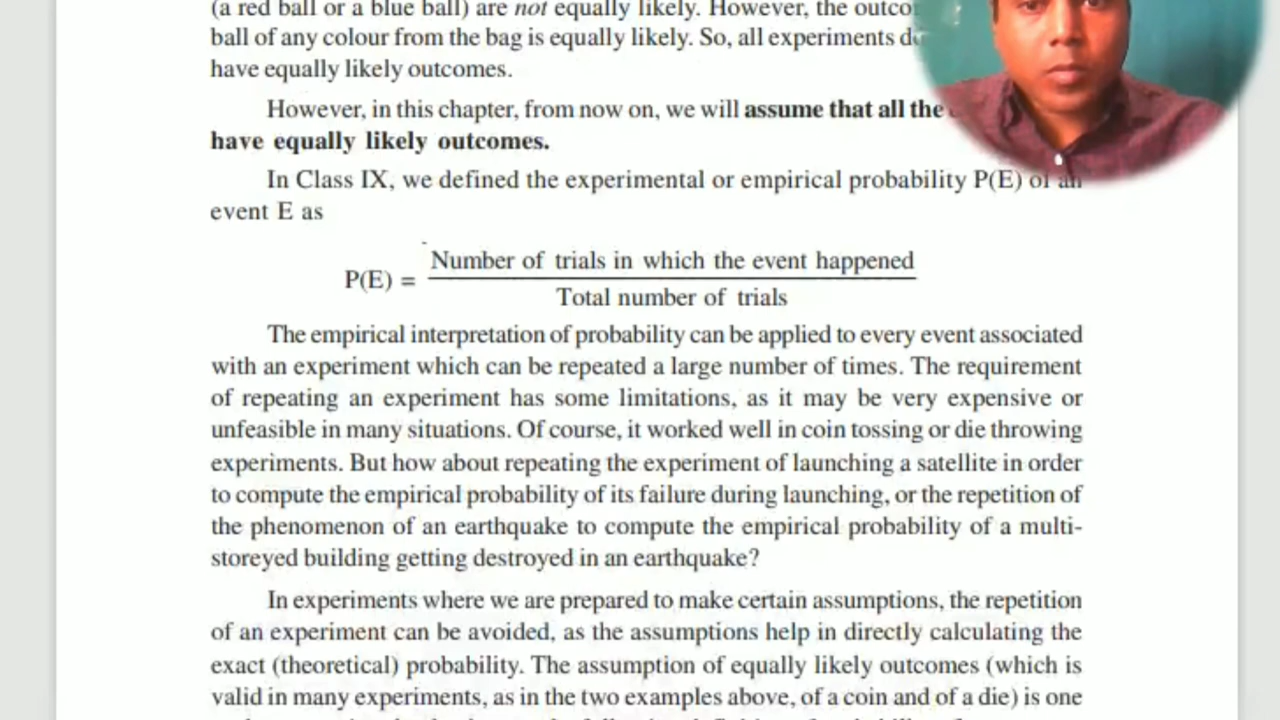 (a red ball or a blue ball) are not equally likely. However, the
ball of any colour from the bag is equally likely. So, all experiments
have equally likely outcomes.
However, in this chapter, from now on, we will assume that all the
have equally likely outcomes.
In Class IX, we defined the experimental or empirical probability P(E) of an
event E as
P(E) = Number of trials in which the event happened
Total number of trials
The empirical interpretation of probability can be applied to every event associated
with an experiment which can be repeated a large number of times. The requirement
of repeating an experiment has some limitations, as it may be very expensive or
unfeasible in many situations. Of course, it worked well in coin tossing or die throwing
experiments. But how about repeating the experiment of launching a satellite in order
to compute the empirical probability of its failure during launching, or the repetition of
the phenomenon of an earthquake to compute the empirical probability of a multi-
storeyed building getting destroyed in an earthquake?
In experiments where we are prepared to make certain assumptions, the repetition
of an experiment can be avoided, as the assumptions help in directly calculating the
exact (theoretical) probability. The assumption of equally likely outcomes (which is
valid in many experiments, as in the two examples above, of a coin and of a die) is one